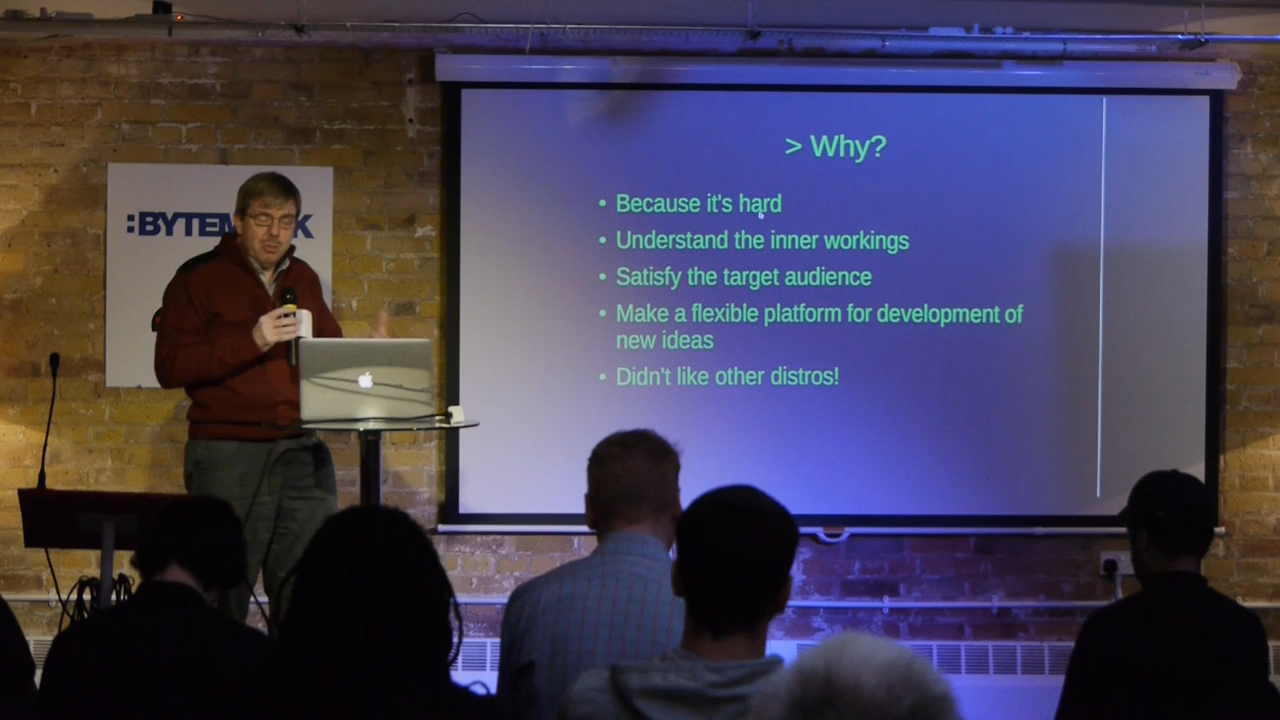 > Why?
• Because it's hard
• Understand the inner workings
• Satisfy the target audience
• Make a flexible platform for development of
new ideas
• Didn't like other distros!